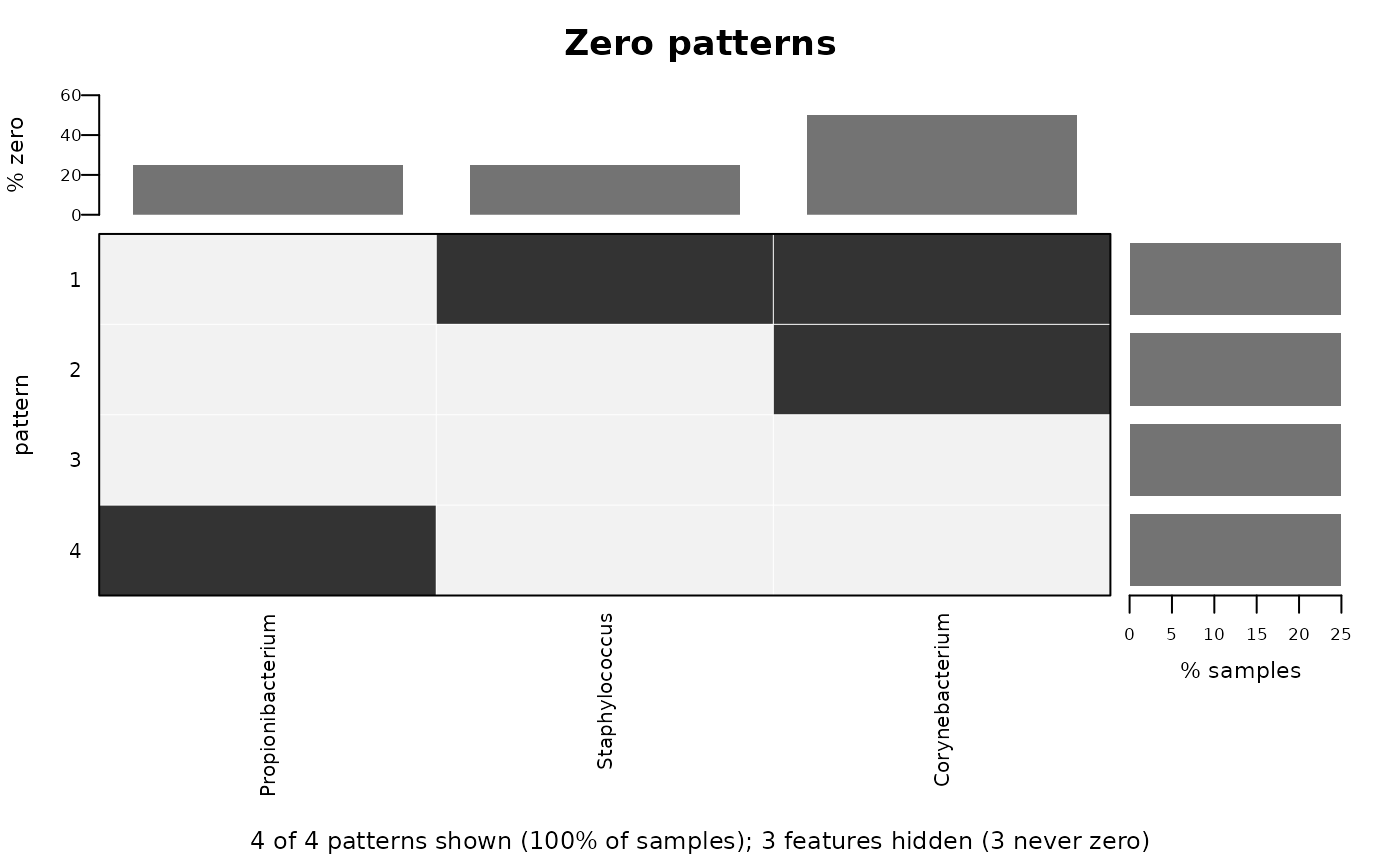 Zero patterns
% zero
60
40
20
0
pattern
1
2
3
4
0 5 10 15 20 25
% samples
Propionibacterium
Staphylococcus
Corynebacterium
4 of 4 patterns shown (100% of samples); 3 features hidden (3 never zero)